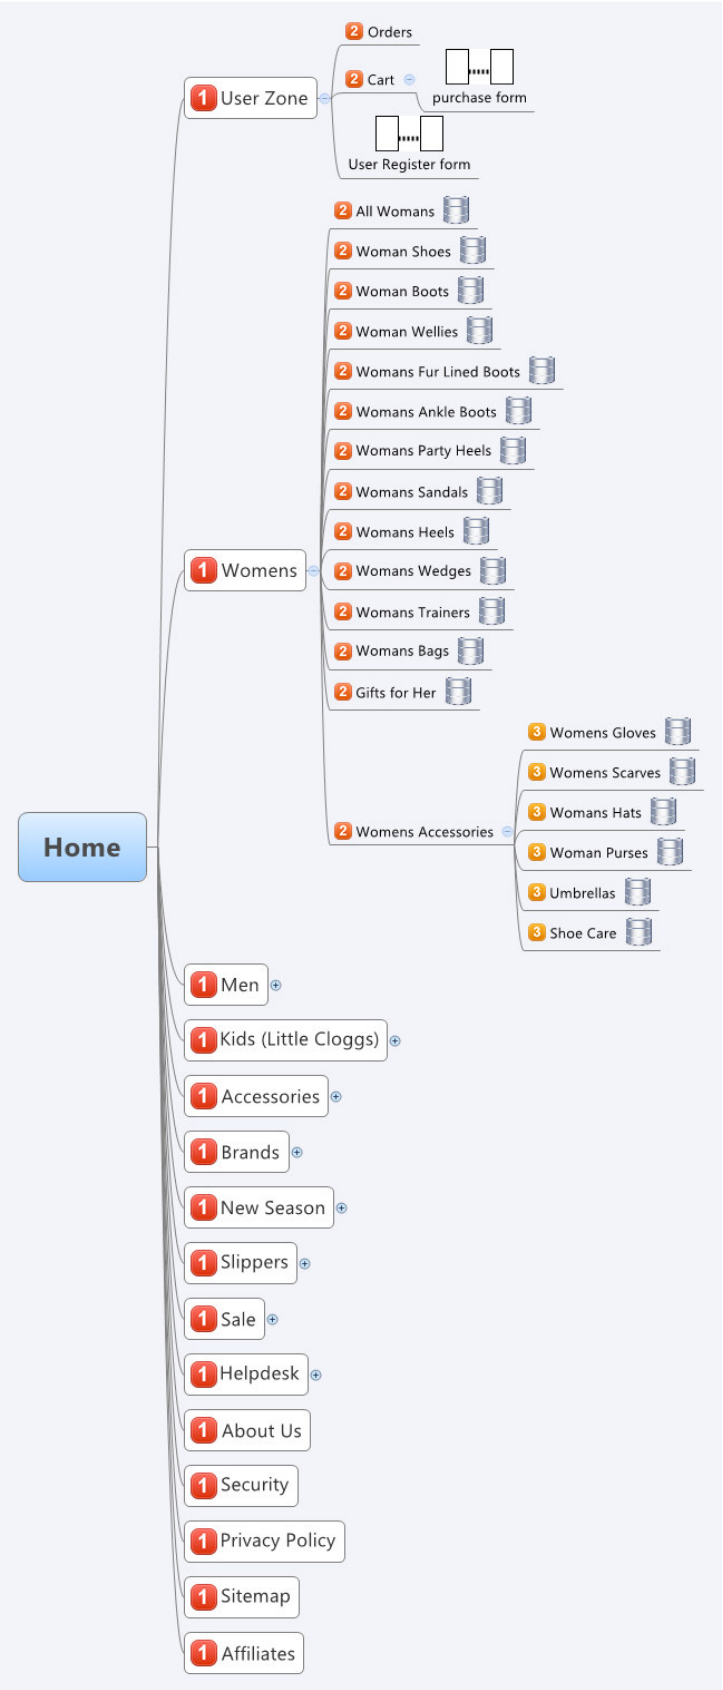 2 Orders
2 Cart
purchase form
1 User Zone
User Register form
2 All Womans
2 Woman Shoes
2 Woman Boots
2 Woman Wellies
2 Womans Fur Lined Boots
2 Womans Ankle Boots
2 Womans Party Heels
2 Womans Sandals
2 Womans Heels
1 Womens
2 Womans Wedges
2 Womans Trainers
2 Womans Bags
2 Gifts for Her
3 Womens Gloves
3 Womens Scarves
3 Womans Hats
2 Womens Accessories
3 Woman Purses
3 Umbrellas
3 Shoe Care
Home
1 Men
1 Kids (Little Cloggs)
1 Accessories
1 Brands
1 New Season
1 Slippers
1 Sale
1 Helpdesk
1 About Us
1 Security
1 Privacy Policy
1 Sitemap
1 Affiliates